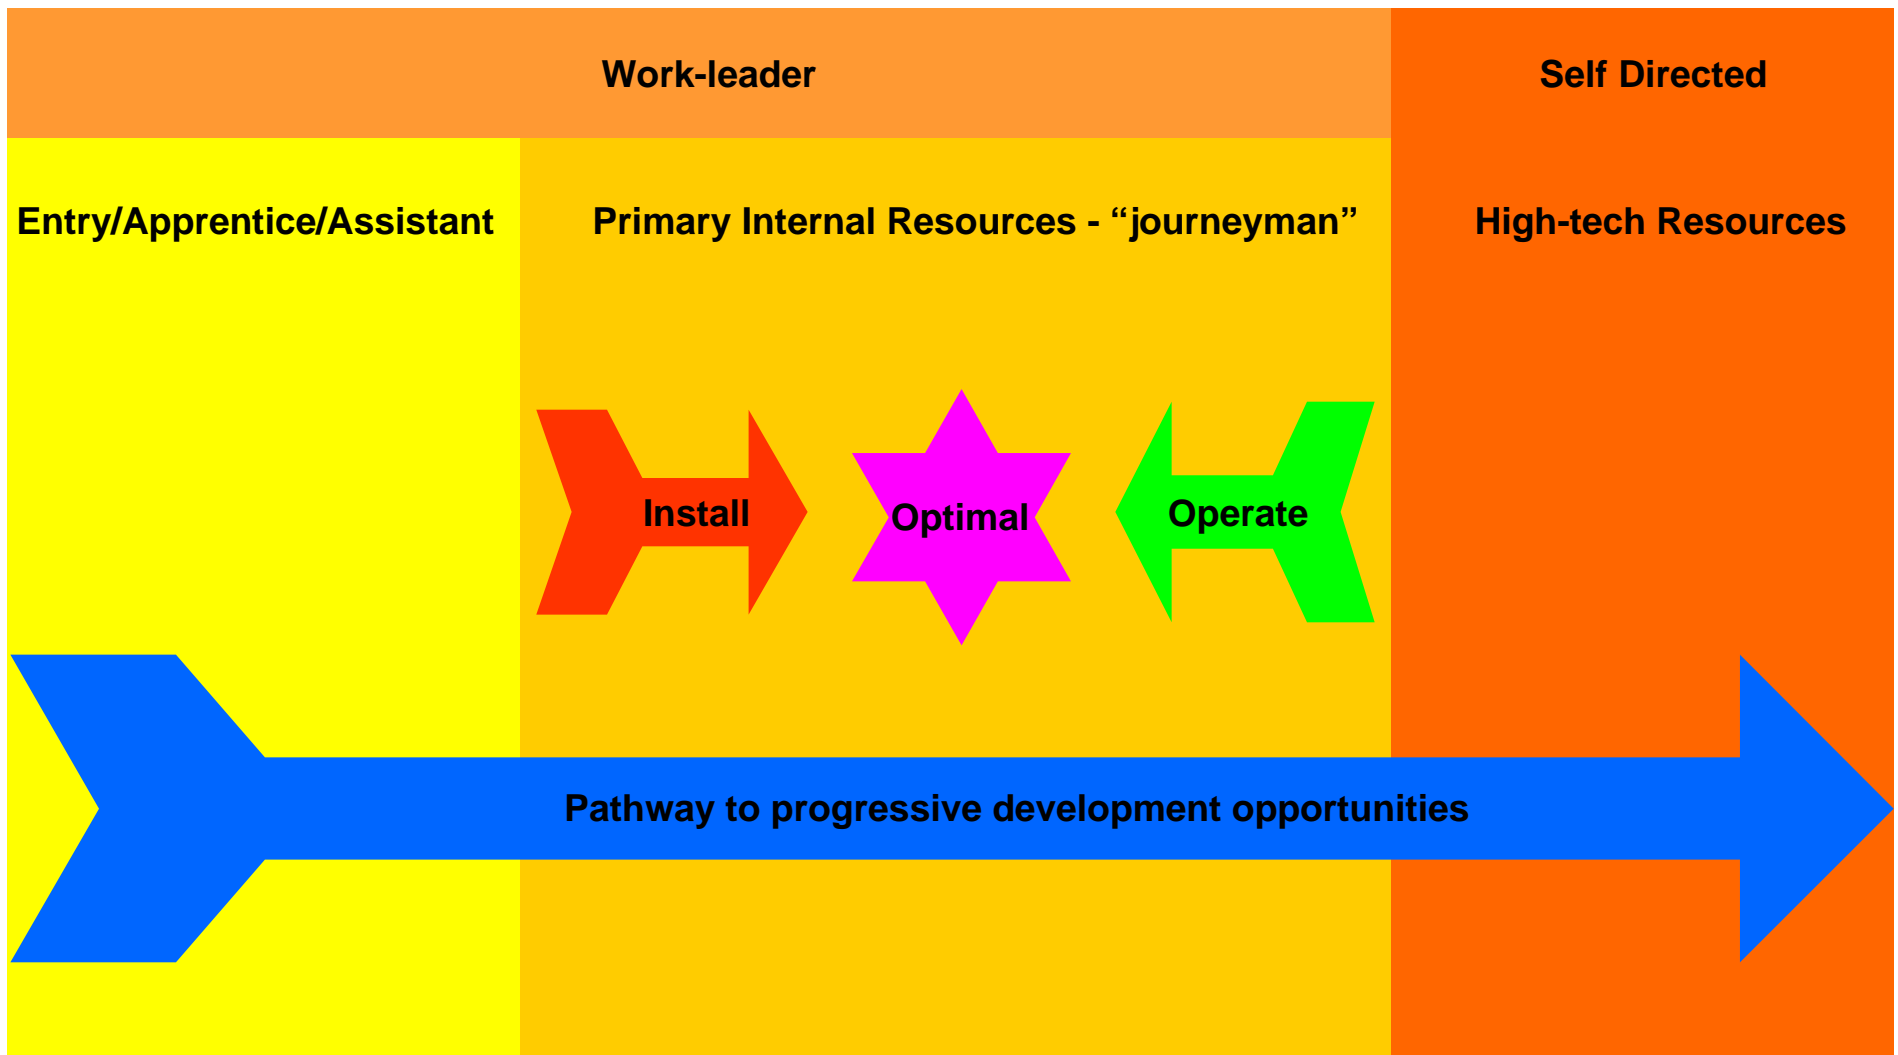 Work-leader
Self Directed
Entry/Apprentice/Assistant
Primary Internal Resources - “journeyman”
High-tech Resources
Install
Optimal
Operate
Pathway to progressive development opportunities